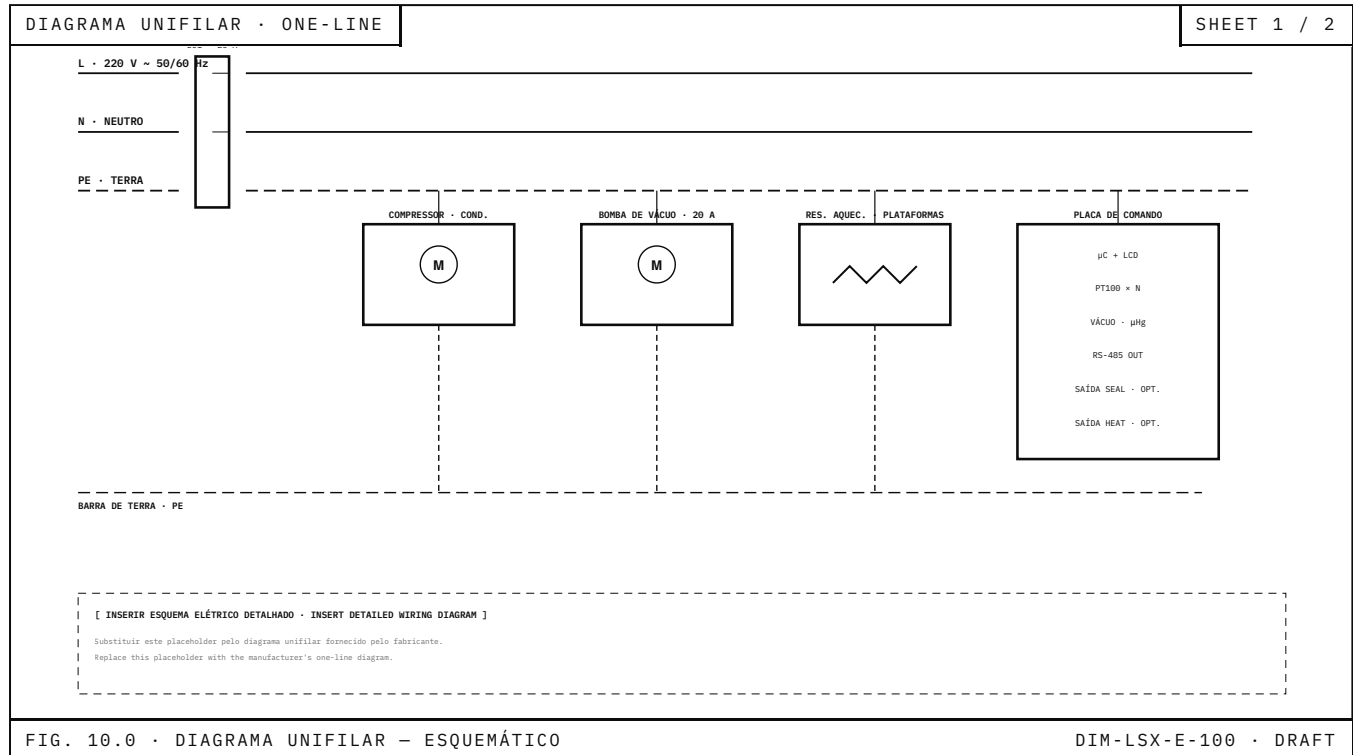 DIAGRAMA UNIFILAR · ONE-LINE
SHEET 1 / 2
L · 220 V ~ 50/60 Hz
N · NEUTRO
PE · TERRA
COMPRESSOR · COND.
BOMBA DE VÁCUO · 20 A
RES. AQUEC. · PLATAFORMAS
PLACA DE COMANDO
M
M
µC + LCD
PT100 × N
VÁCUO · µHg
RS-485 OUT
SAÍDA SEAL · OPT.
SAÍDA HEAT · OPT.
BARRA DE TERRA · PE
[ INSERIR ESQUEMA ELÉTRICO DETALHADO · INSERT DETAILED WIRING DIAGRAM ]
Substituir este placeholder pelo diagrama unifilar fornecido pelo fabricante.
Replace this placeholder with the manufacturer's one-line diagram.
FIG. 10.0 · DIAGRAMA UNIFILAR — ESQUEMÁTICO
DIM-LSX-E-100 · DRAFT